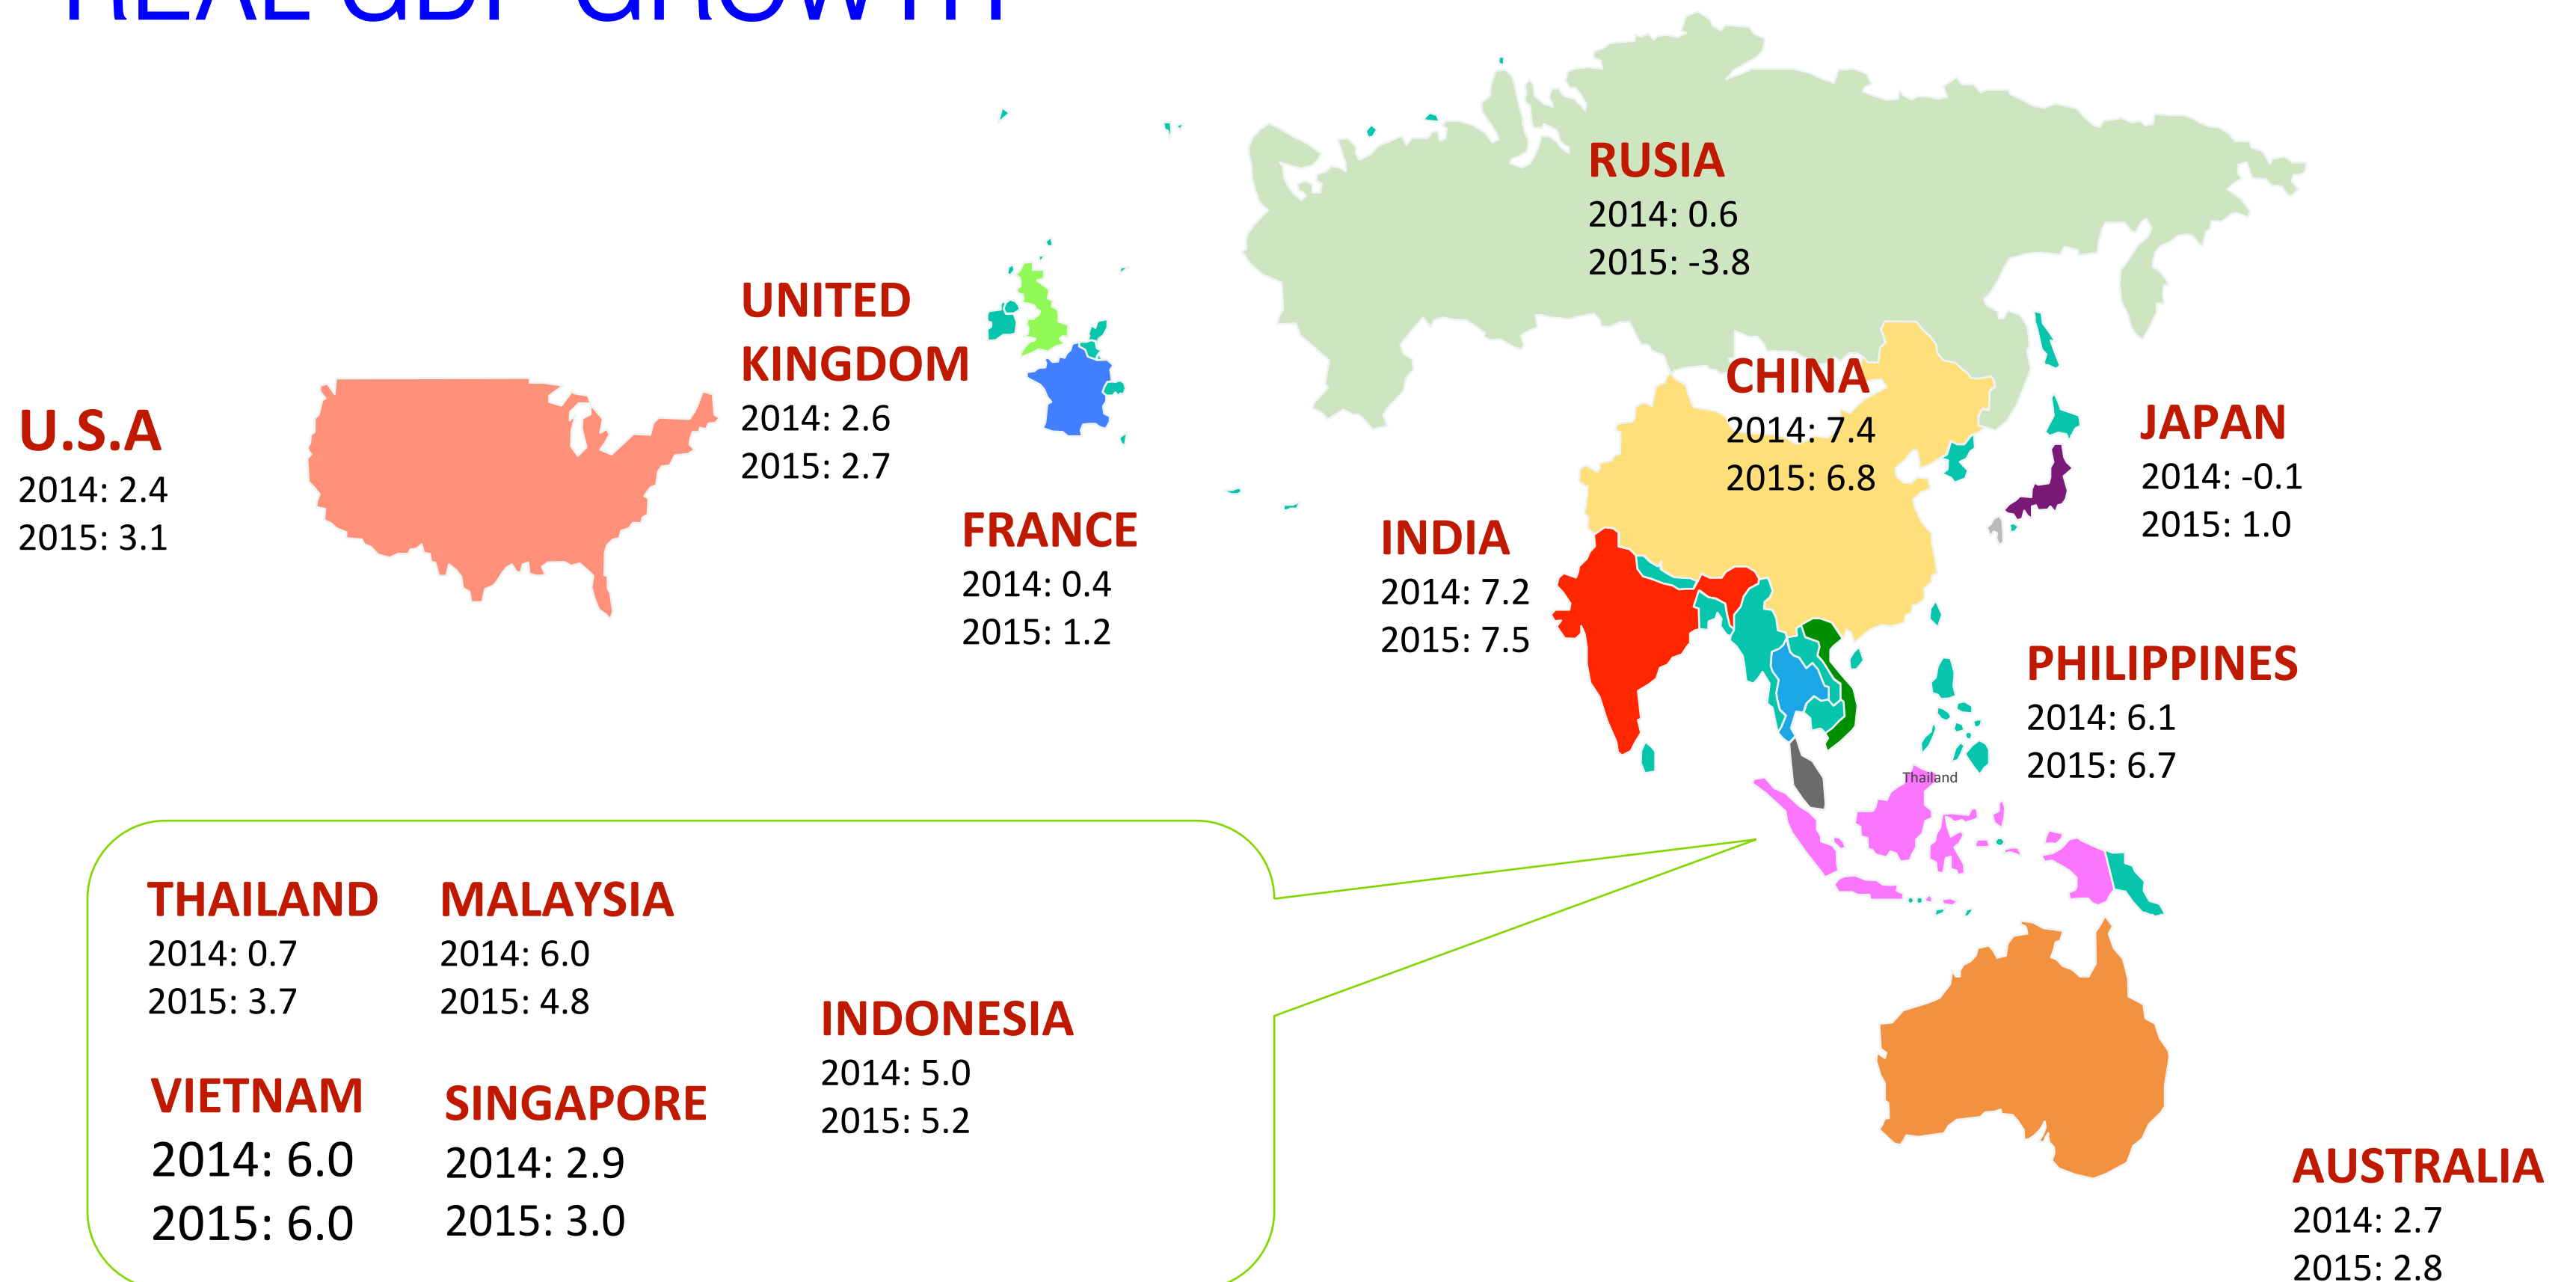 REAL GDP GROWTH
RUSIA
2014: 0.6
2015: -3.8
UNITED
KINGDOM
2014: 2.6
2015: 2.7
CHINA
2014: 7.4
2015: 6.8
U.S.A
2014: 2.4
2015: 3.1
JAPAN
2014: -0.1
2015: 1.0
FRANCE
2014: 0.4
2015: 1.2
INDIA
2014: 7.2
2015: 7.5
PHILIPPINES
2014: 6.1
2015: 6.7
Thailand
THAILAND
2014: 0.7
2015: 3.7
MALAYSIA
2014: 6.0
2015: 4.8
INDONESIA
2014: 5.0
2015: 5.2
VIETNAM
2014: 6.0
2015: 6.0
SINGAPORE
2014: 2.9
2015: 3.0
AUSTRALIA
2014: 2.7
2015: 2.8